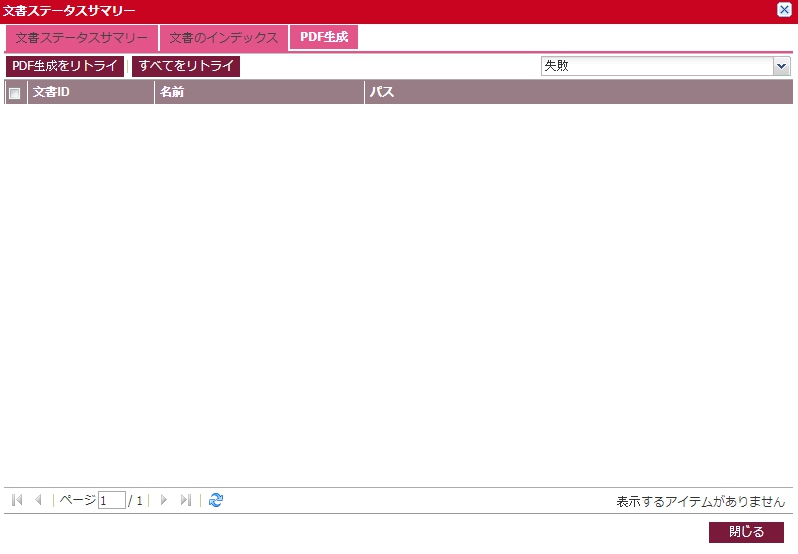 文書ステータスサマリー
文書ステータスサマリー 文書のインデックス PDF生成
PDF生成をリトライ すべてをリトライ 失敗
文書ID 名前 パス
ページ 1 / 1 表示するアイテムがありません
閉じる